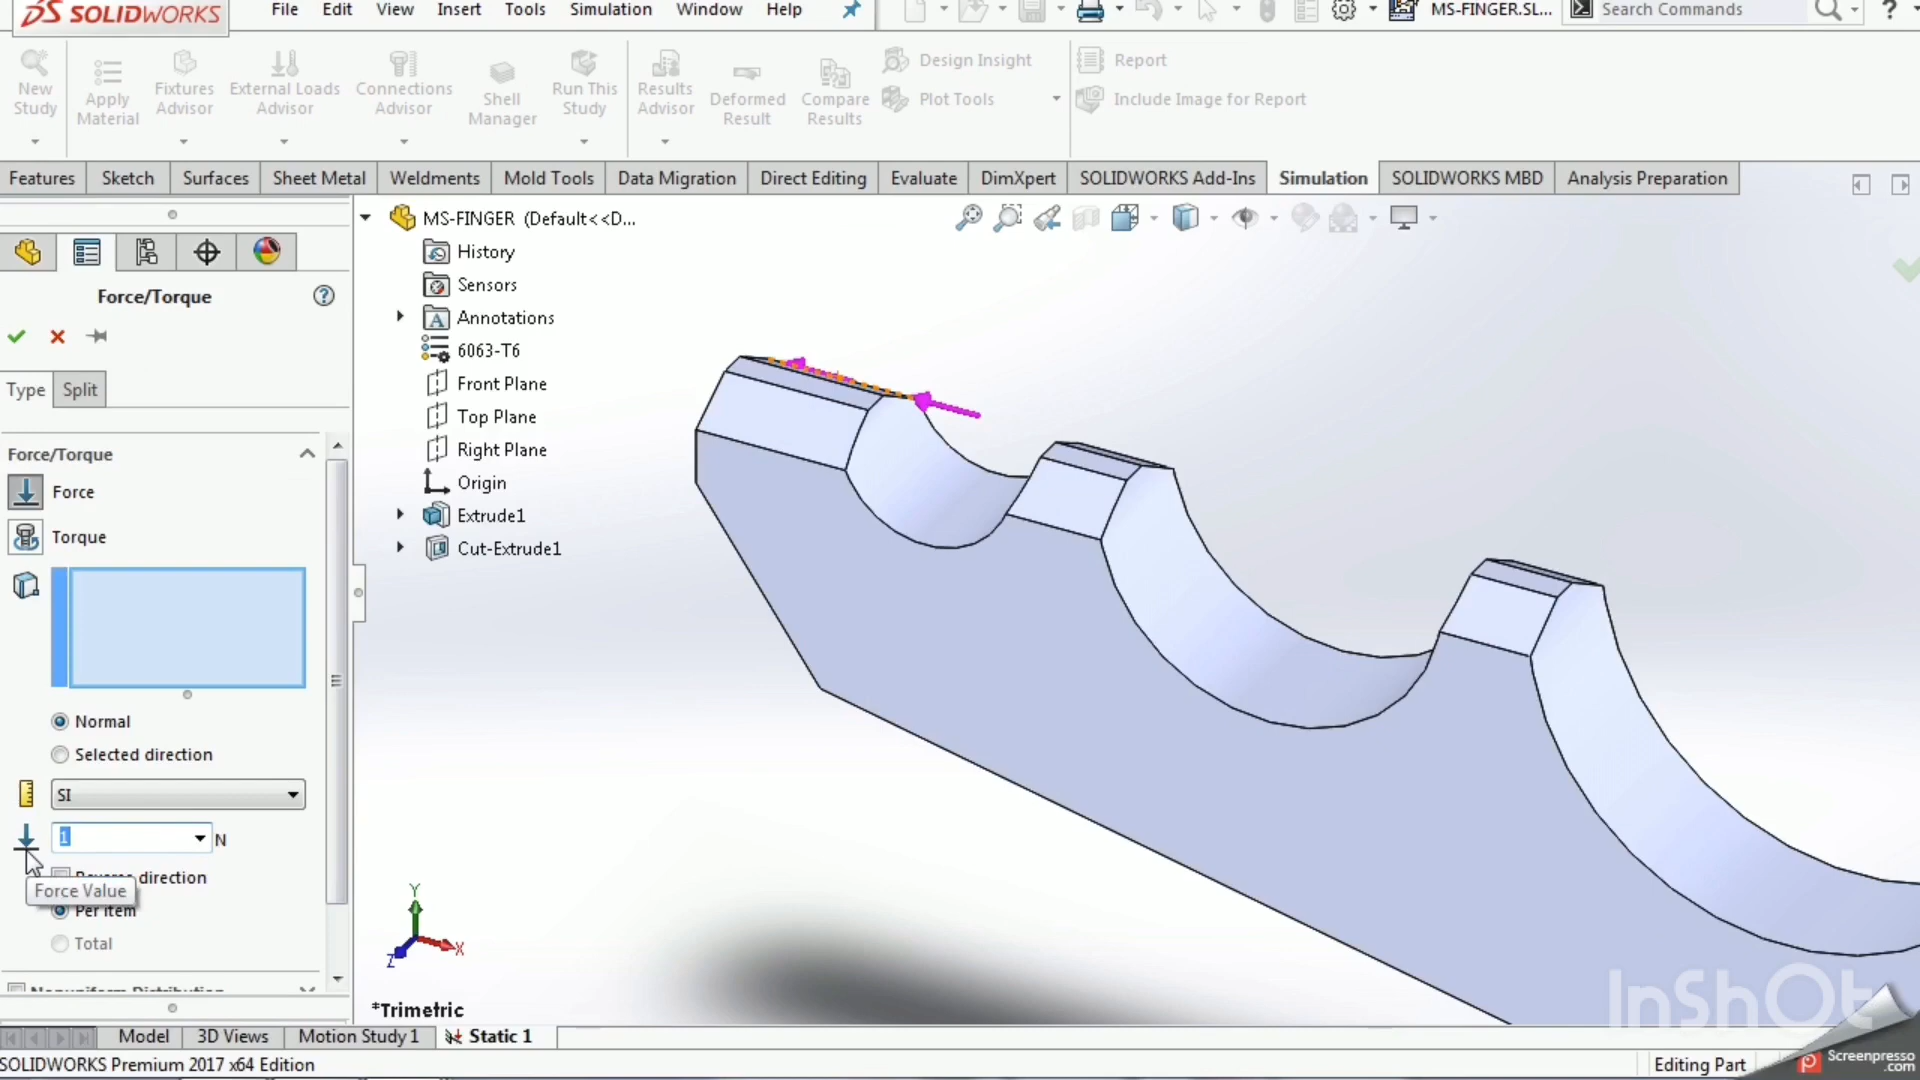 SOLIDWORKS File Edit View Insert Tools Simulation Window Help MS-FINGER.SL... Search Commands ?
New Study
Apply Material
Fixtures Advisor
External Loads Advisor
Connections Advisor
Shell Manager
Run This Study
Results Advisor
Deformed Result
Compare Results
Design Insight
Plot Tools
Report
Include Image for Report
Features Sketch Surfaces Sheet Metal Weldments Mold Tools Data Migration Direct Editing Evaluate DimXpert SOLIDWORKS Add-Ins Simulation SOLIDWORKS MBD Analysis Preparation
MS-FINGER (Default<<D...
History
Sensors
Annotations
6063-T6
Front Plane
Top Plane
Right Plane
Origin
Extrude1
Cut-Extrude1
Force/Torque
Type Split
Force/Torque
Force
Torque
Normal
Selected direction
SI
1 N
Reverse direction
Force Value
Per item
Total
Nonuniform Distribution
Y
X
Z
*Trimetric
InShOt
Model 3D Views Motion Study 1 Static 1
SOLIDWORKS Premium 2017 x64 Edition
Editing Part
Screenpresso
.com